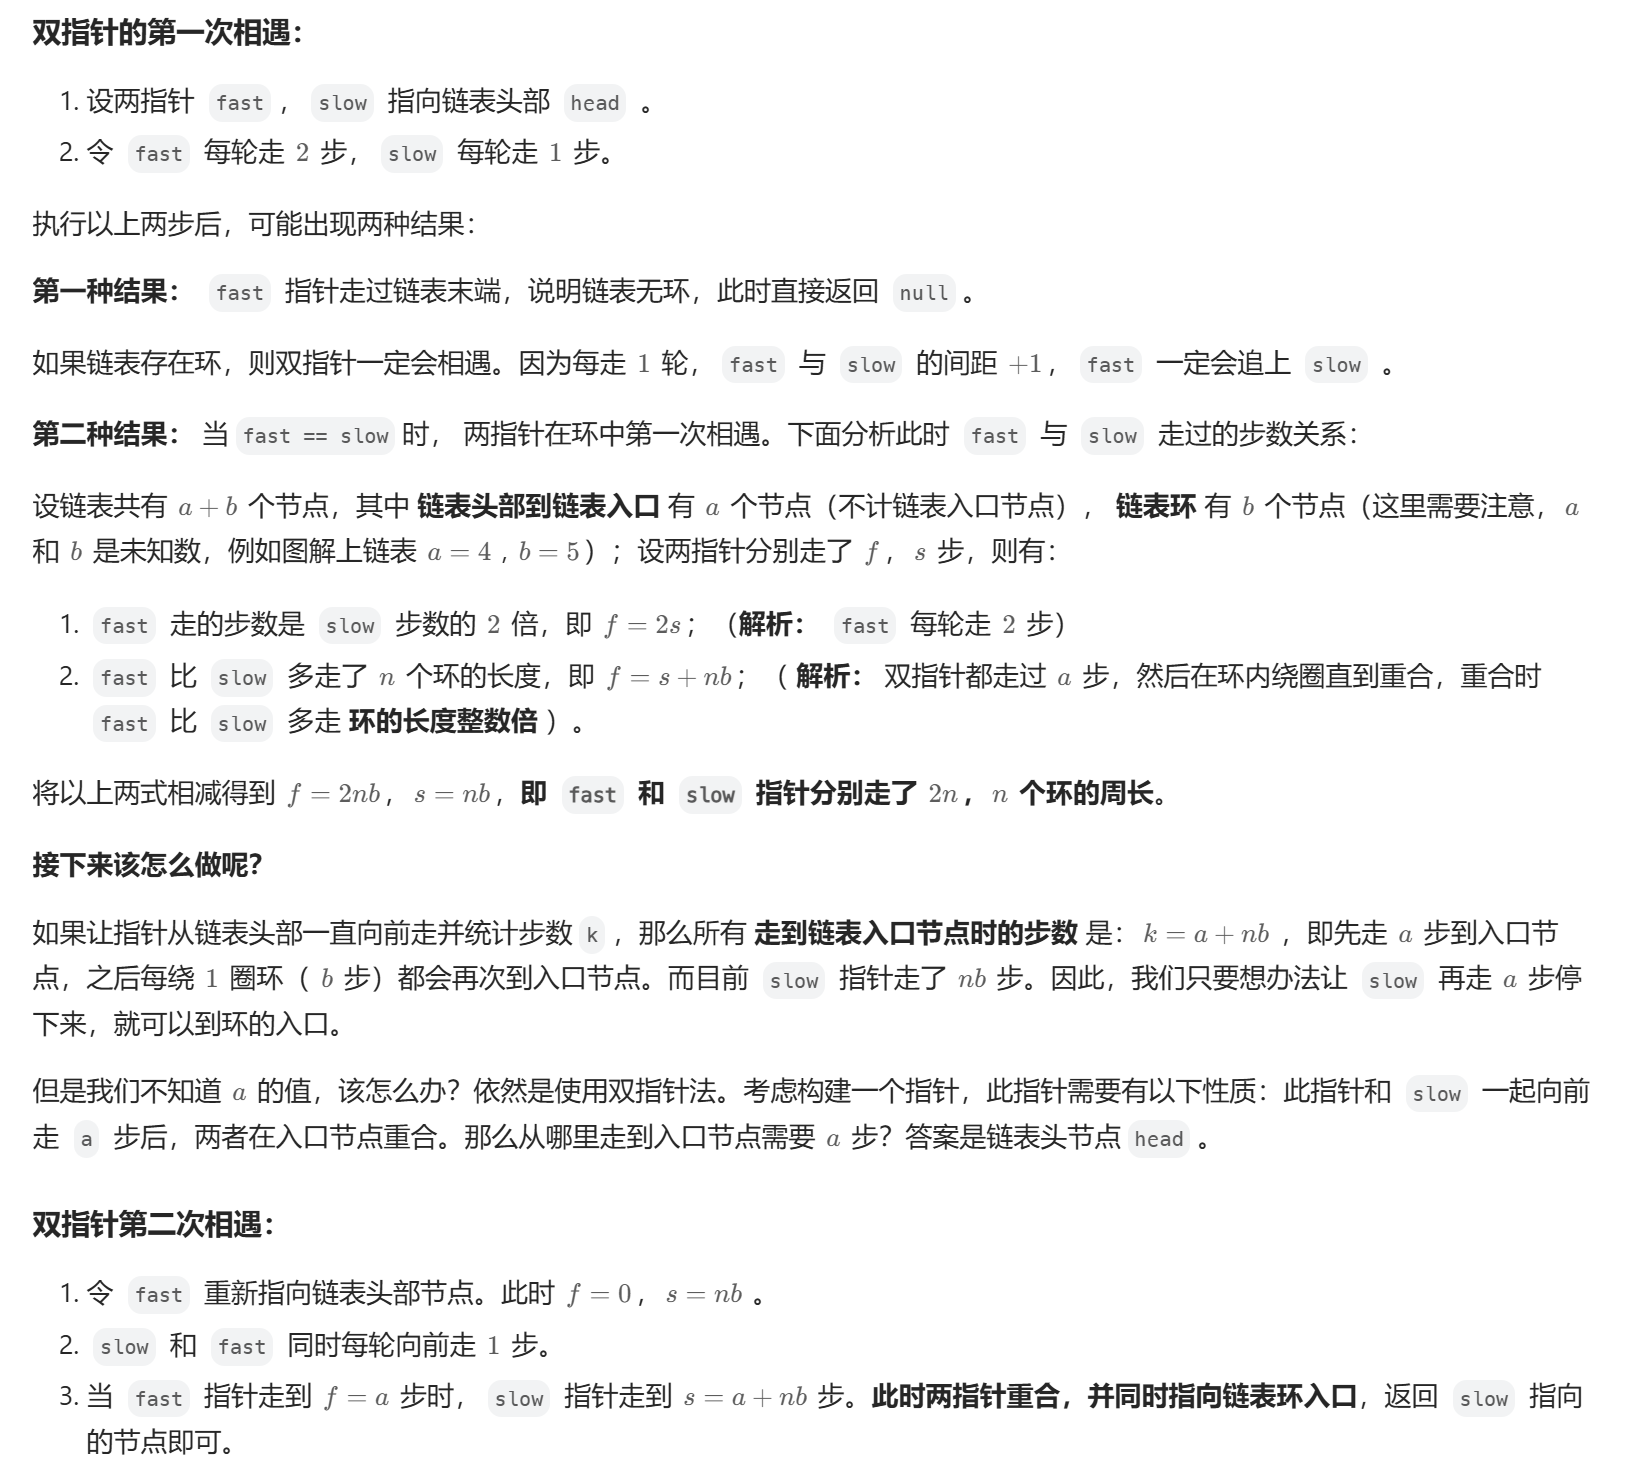 双指针的第一次相遇：
1. 设两指针 fast ， slow 指向链表头部 head 。
2. 令 fast 每轮走 2 步， slow 每轮走 1 步。
执行以上两步后，可能出现两种结果：
第一种结果： fast 指针走过链表末端，说明链表无环，此时直接返回 null 。
如果链表存在环，则双指针一定会相遇。因为每走 1 轮， fast 与 slow 的间距 +1， fast 一定会追上 slow 。
第二种结果： 当 fast == slow 时， 两指针在环中第一次相遇。下面分析此时 fast 与 slow 走过的步数关系：
设链表共有 a + b 个节点，其中 链表头部到链表入口 有 a 个节点（不计链表入口节点）， 链表环 有 b 个节点（这里需要注意，a
和 b 是未知数，例如图解上链表 a = 4 , b = 5）；设两指针分别走了 f， s 步，则有：
1. fast 走的步数是 slow 步数的 2 倍，即 f = 2s；（解析： fast 每轮走 2 步）
2. fast 比 slow 多走了 n 个环的长度，即 f = s + nb；（ 解析： 双指针都走过 a 步，然后在环内绕圈直到重合，重合时
fast 比 slow 多走 环的长度整数倍 ）。
将以上两式相减得到 f = 2nb， s = nb，即 fast 和 slow 指针分别走了 2n， n 个环的周长。
接下来该怎么做呢？
如果让指针从链表头部一直向前走并统计步数 k ，那么所有 走到链表入口节点时的步数 是：k = a + nb ，即先走 a 步到入口节
点，之后每绕 1 圈环（ b 步）都会再次到入口节点。而目前 slow 指针走了 nb 步。因此，我们只要想办法让 slow 再走 a 步停
下来，就可以到环的入口。
但是我们不知道 a 的值，该怎么办？依然是使用双指针法。考虑构建一个指针，此指针需要有以下性质：此指针和 slow 一起向前
走 a 步后，两者在入口节点重合。那么从哪里走到入口节点需要 a 步？答案是链表头节点 head 。
双指针第二次相遇：
1. 令 fast 重新指向链表头部节点。此时 f = 0， s = nb 。
2. slow 和 fast 同时每轮向前走 1 步。
3. 当 fast 指针走到 f = a 步时， slow 指针走到 s = a + nb 步。此时两指针重合，并同时指向链表环入口，返回 slow 指向
的节点即可。